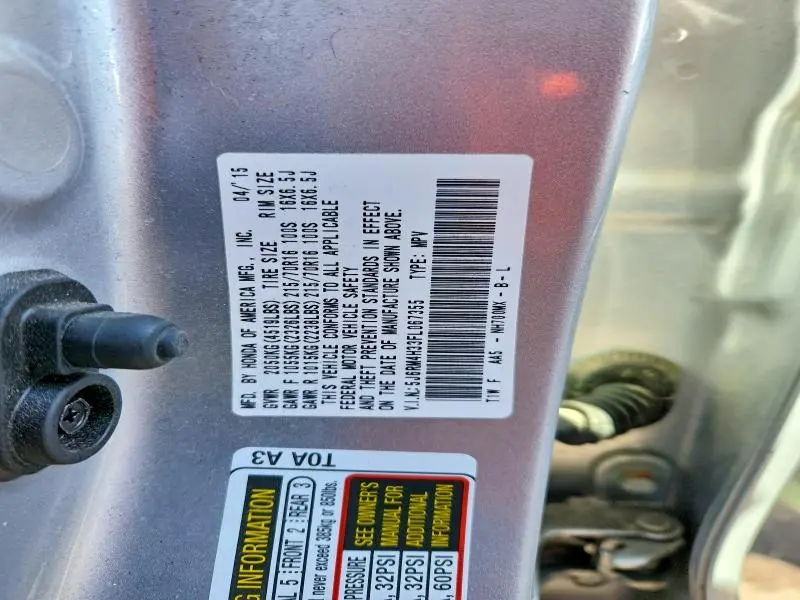 MFD. BY HONDA OF AMERICA MFG., INC. 04/'15
GVWR 2050KG(4519LBS) TIRE SIZE RIM SIZE
GAWR F 1055KG(2326LBS) 215/70R16 100S 16X6.5J
GAWR R 1015KG(2238LBS) 215/70R16 100S 16X6.5J
THIS VEHICLE CONFORMS TO ALL APPLICABLE
FEDERAL MOTOR VEHICLE SAFETY
AND THEFT PREVENTION STANDARDS IN EFFECT
ON THE DATE OF MANUFACTURE SHOWN ABOVE.
V.I.N:5J6RM4H33FL067355 TYPE: MPV
T1W F AA5 - NH700MX - B - L
T0A A3
G INFORMATION
AL 5 FRONT 2 REAR 3
never exceed 385kg or 850lbs.
PRESSURE SEE OWNER'S
, 32PSI MANUAL FOR
, 32PSI ADDITIONAL
, 60PSI INFORMATION